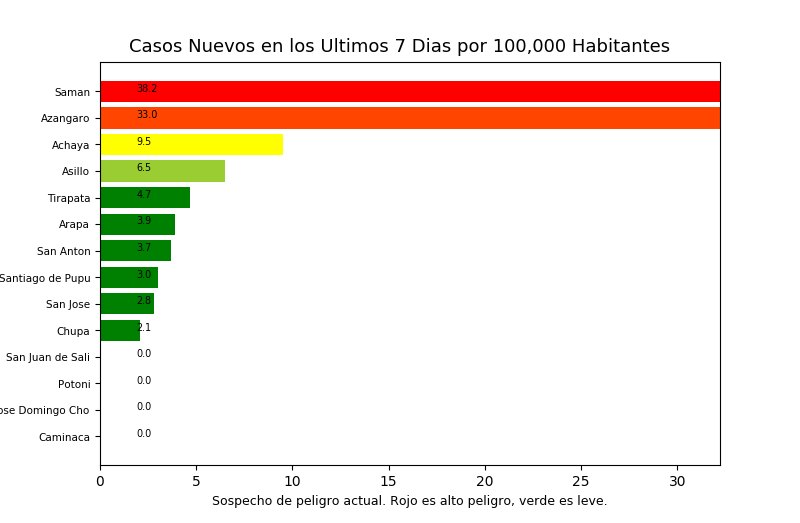 Casos Nuevos en los Ultimos 7 Dias por 100,000 Habitantes
Saman 38.2
Azangaro 33.0
Achaya 9.5
Asillo 6.5
Tirapata 4.7
Arapa 3.9
San Anton 3.7
Santiago de Pupu 3.0
San Jose 2.8
Chupa 2.1
San Juan de Sali 0.0
Potoni 0.0
ose Domingo Cho 0.0
Caminaca 0.0
0 5 10 15 20 25 30
Sospecho de peligro actual. Rojo es alto peligro, verde es leve.